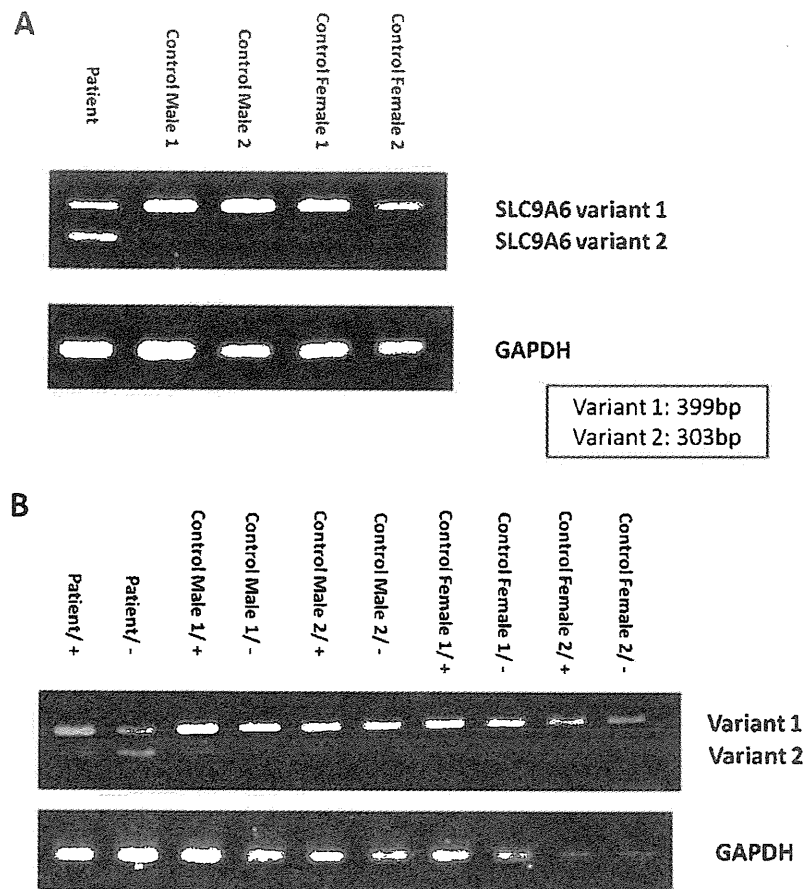 A
Patient
Control Male 1
Control Male 2
Control Female 1
Control Female 2
SLC9A6 variant 1
SLC9A6 variant 2
GAPDH
Variant 1: 399bp
Variant 2: 303bp
B
Patient/ +
Patient/ -
Control Male 1/ +
Control Male 1/ -
Control Male 2/ +
Control Male 2/ -
Control Female 1/ +
Control Female 1/ -
Control Female 2/ +
Control Female 2/ -
Variant 1
Variant 2
GAPDH